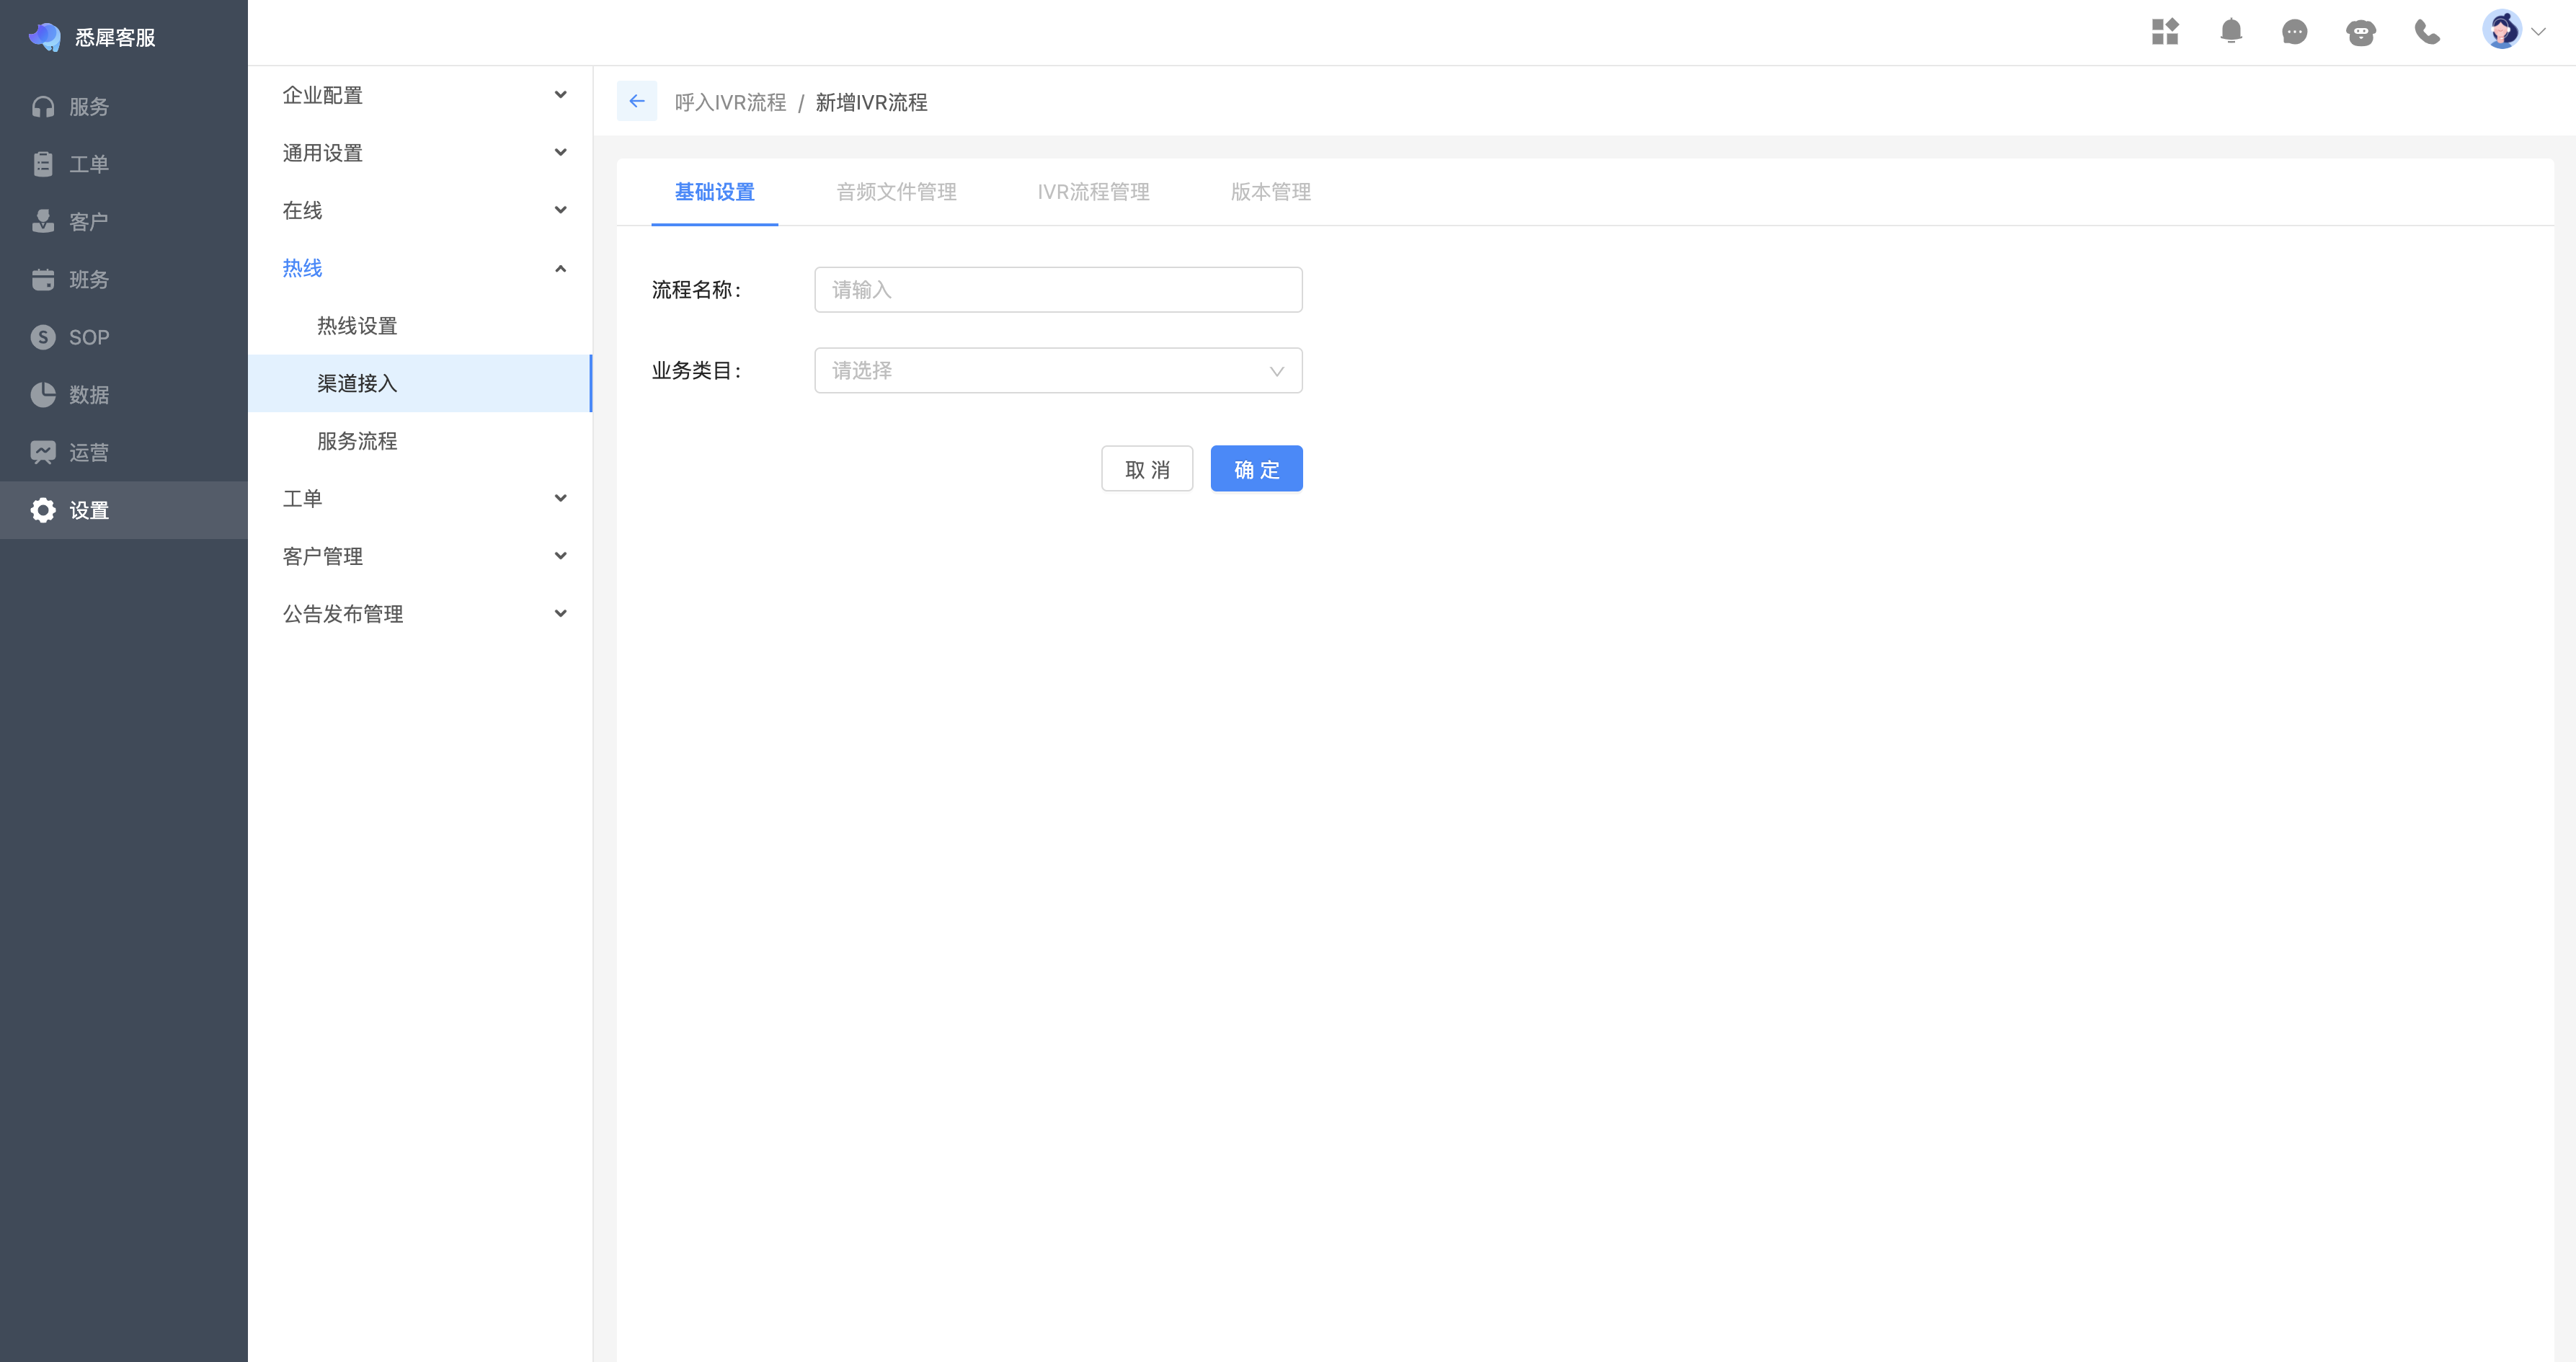 悉犀客服
服务
工单
客户
班务
SOP
数据
运营
设置
企业配置
通用设置
在线
热线
热线设置
渠道接入
服务流程
工单
客户管理
公告发布管理
呼入IVR流程 / 新增IVR流程
基础设置 音频文件管理 IVR流程管理 版本管理
流程名称: 请输入
业务类目: 请选择
取 消 确 定